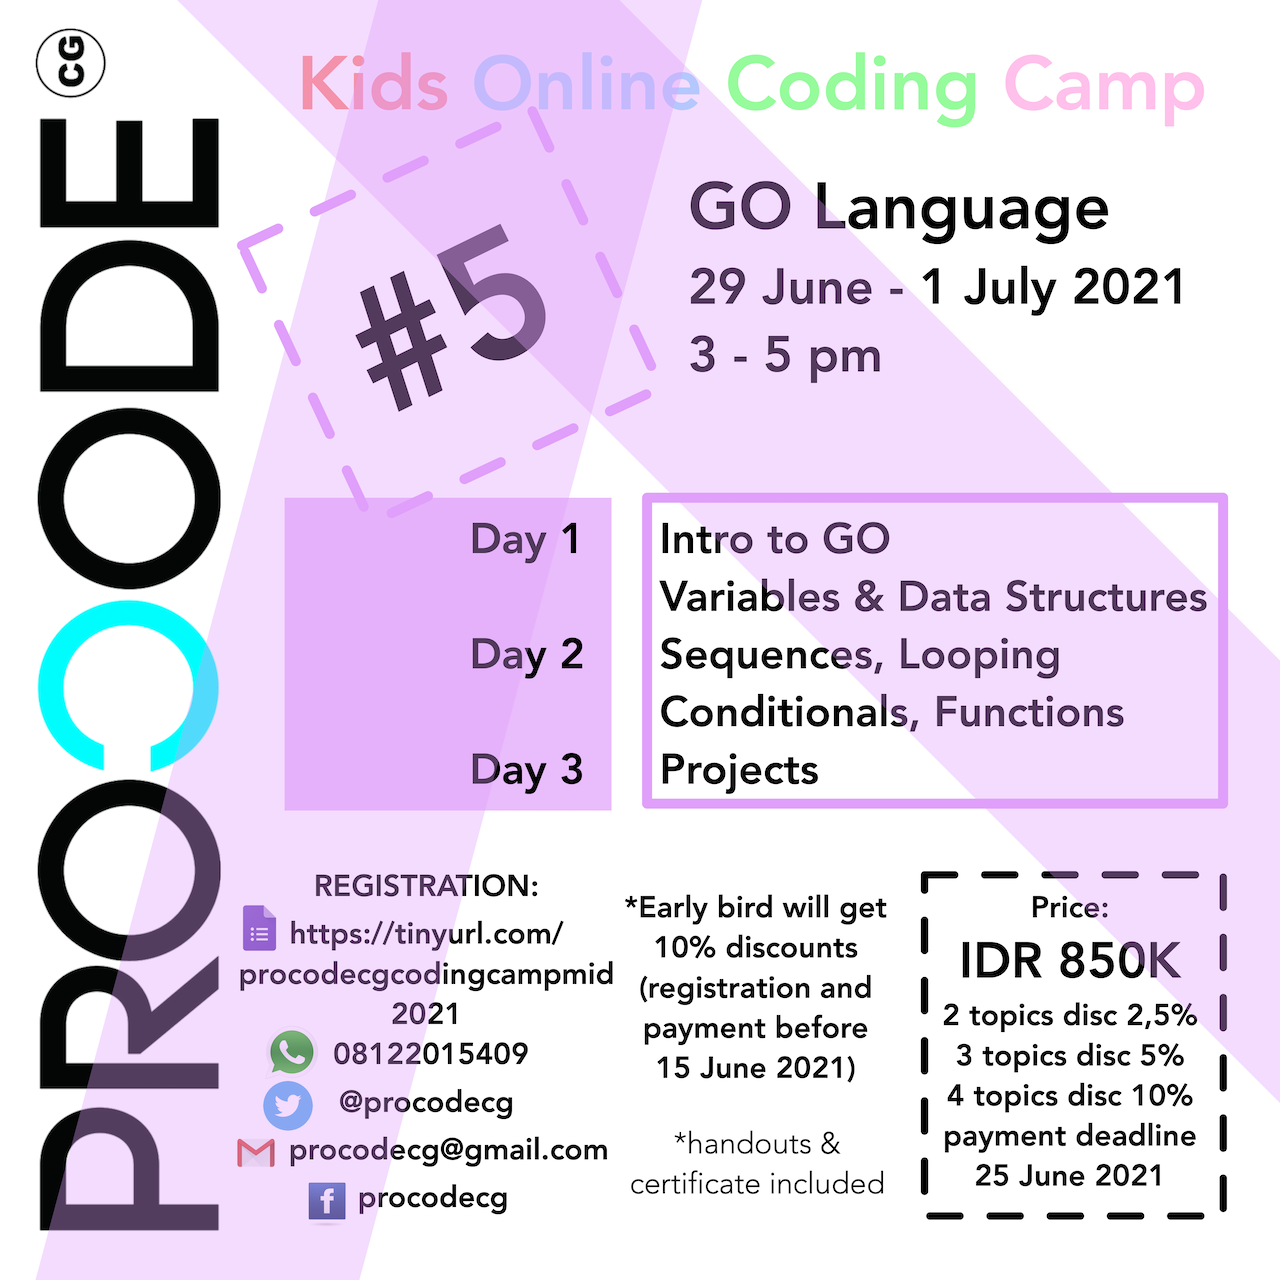 CG
PROCODE
Kids Online Coding Camp
#5
GO Language
29 June - 1 July 2021
3 - 5 pm
Day 1
Intro to GO
Variables & Data Structures
Day 2
Sequences, Looping
Conditionals, Functions
Day 3
Projects
REGISTRATION:
https://tinyurl.com/
procodecgcodingcampmid
2021
08122015409
@procodecg
procodecg@gmail.com
f procodecg
*Early bird will get
10% discounts
(registration and
payment before
15 June 2021)
*handouts &
certificate included
Price:
IDR 850K
2 topics disc 2,5%
3 topics disc 5%
4 topics disc 10%
payment deadline
25 June 2021